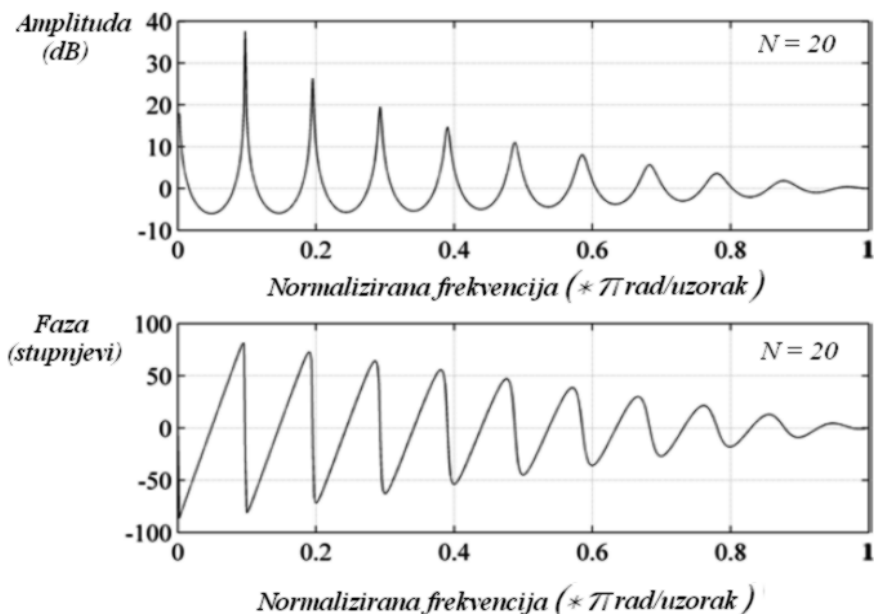 Amplituda
(dB)
40
30
20
10
0
-10
N = 20
0 0.2 0.4 0.6 0.8 1
Normalizirana frekvencija (* π rad/uzorak)
Faza
(stupnjevi)
100
50
0
-50
-100
N = 20
0 0.2 0.4 0.6 0.8 1
Normalizirana frekvencija (* π rad/uzorak)